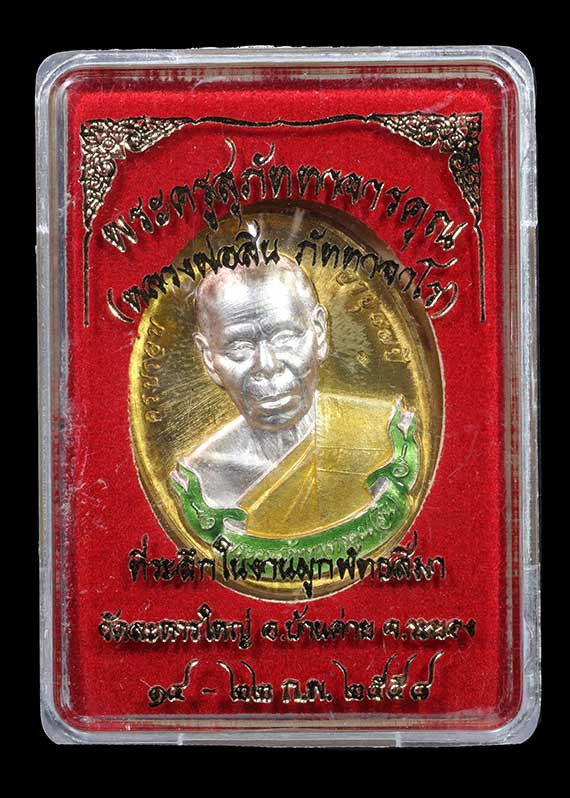 พระครูสุภัททาจารคุณ
(หลวงพ่อสิน ภัททาจาโร)
ที่ระลึกในงานผูกพัทธสีมา
วัดละหารใหญ่ อ.บ้านค่าย จ.ระยอง
๑๔ - ๒๒ ก.พ. ๒๕๕๘